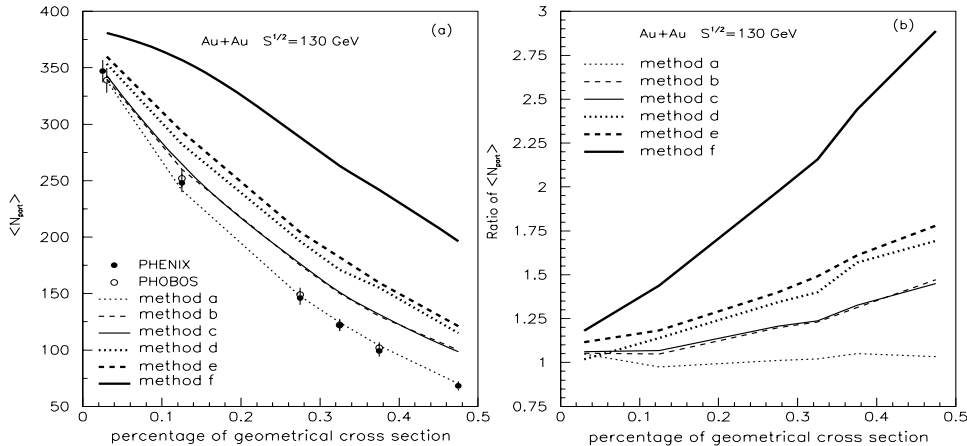 (a)
Au+Au S^{1/2}=130 GeV
<N_{part}>
400
350
300
250
200
150
100
50
PHENIX
PHOBOS
method a
method b
method c
method d
method e
method f
0 0.1 0.2 0.3 0.4 0.5
percentage of geometrical cross section
(b)
Au+Au S^{1/2}=130 GeV
Ratio of <N_{part}>
3
2.75
2.5
2.25
2
1.75
1.5
1.25
1
0.75
method a
method b
method c
method d
method e
method f
0 0.1 0.2 0.3 0.4 0.5
percentage of geometrical cross section